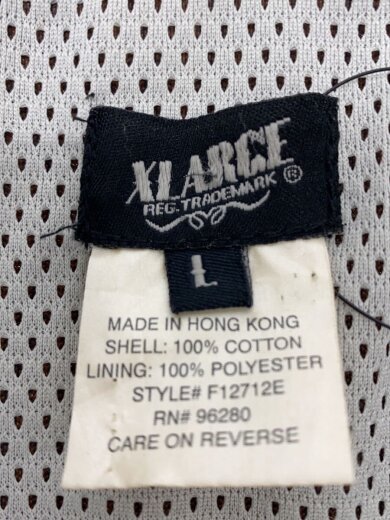 XLARGE
REG. TRADEMARK ®
L
MADE IN HONG KONG
SHELL: 100% COTTON
LINING: 100% POLYESTER
STYLE# F12712E
RN# 96280
CARE ON REVERSE